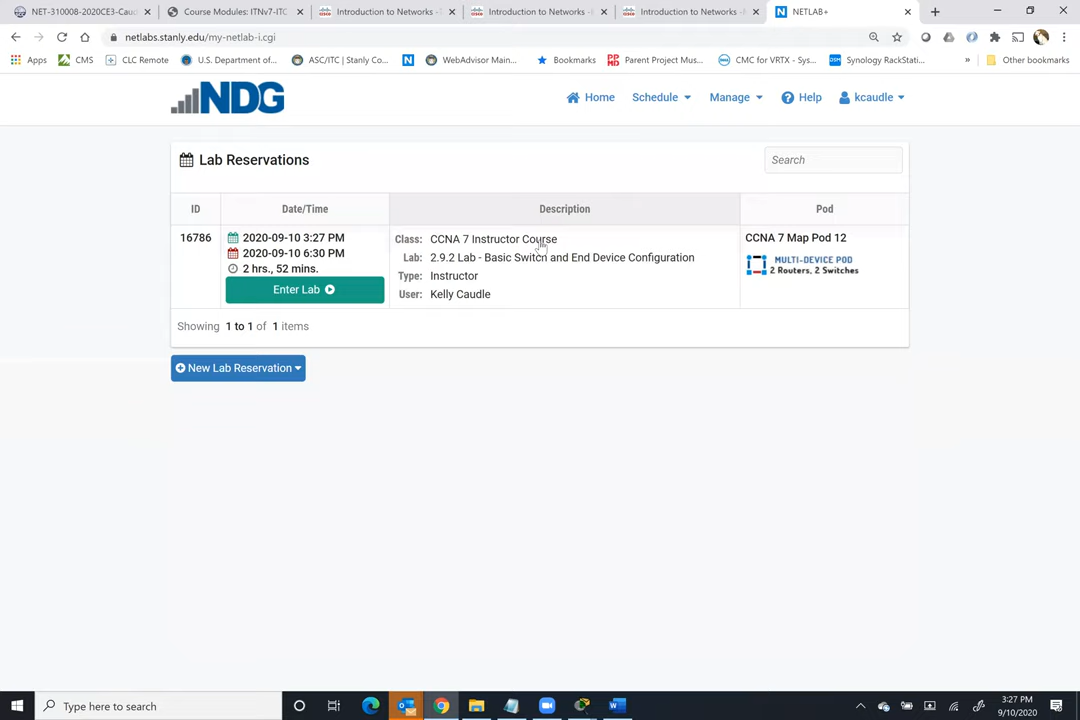 NET-310008-2020CE3-Caud
Course Modules: ITNv7-ITC
Introduction to Networks -
Introduction to Networks -
Introduction to Networks -
NETLAB+
netlabs.stanly.edu/my-netlab-i.cgi
Apps
CMS
CLC Remote
U.S. Department of...
ASC/ITC | Stanly Co...
WebAdvisor Main...
Bookmarks
Parent Project Mus...
CMC for VRTX - Sys...
Synology RackStati...
»
Other bookmarks
NDG
Home
Schedule
Manage
Help
kcaudle
Lab Reservations
Search
ID
Date/Time
Description
Pod
16786
2020-09-10 3:27 PM
2020-09-10 6:30 PM
2 hrs., 52 mins.
Enter Lab
Class: CCNA 7 Instructor Course
Lab: 2.9.2 Lab - Basic Switch and End Device Configuration
Type: Instructor
User: Kelly Caudle
CCNA 7 Map Pod 12
MULTI-DEVICE POD
2 Routers, 2 Switches
Showing 1 to 1 of 1 items
New Lab Reservation
Type here to search
3:27 PM
9/10/2020